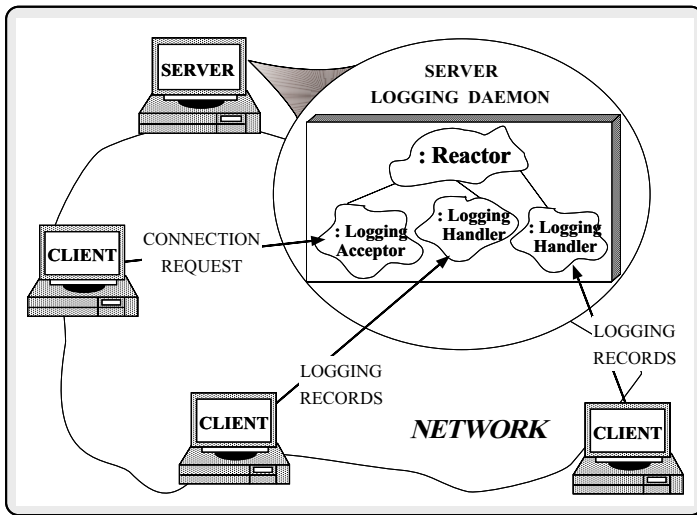 SERVER
SERVER
LOGGING DAEMON
: Reactor
: Logging
Acceptor
: Logging
Handler
: Logging
Handler
CLIENT
CONNECTION
REQUEST
LOGGING
RECORDS
LOGGING
RECORDS
CLIENT
NETWORK
CLIENT